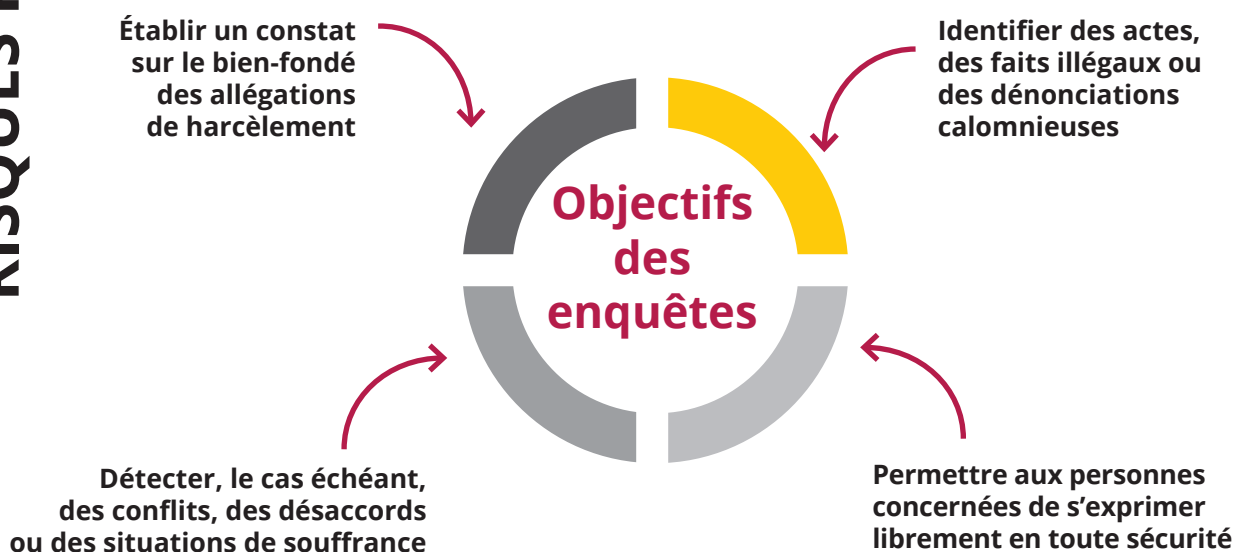 RISQUES
Établir un constat
sur le bien-fondé
des allégations
de harcèlement
Identifier des actes,
des faits illégaux ou
des dénonciations
calomnieuses
Objectifs
des
enquêtes
Détecter, le cas échéant,
des conflits, des désaccords
ou des situations de souffrance
Permettre aux personnes
concernées de s’exprimer
librement en toute sécurité